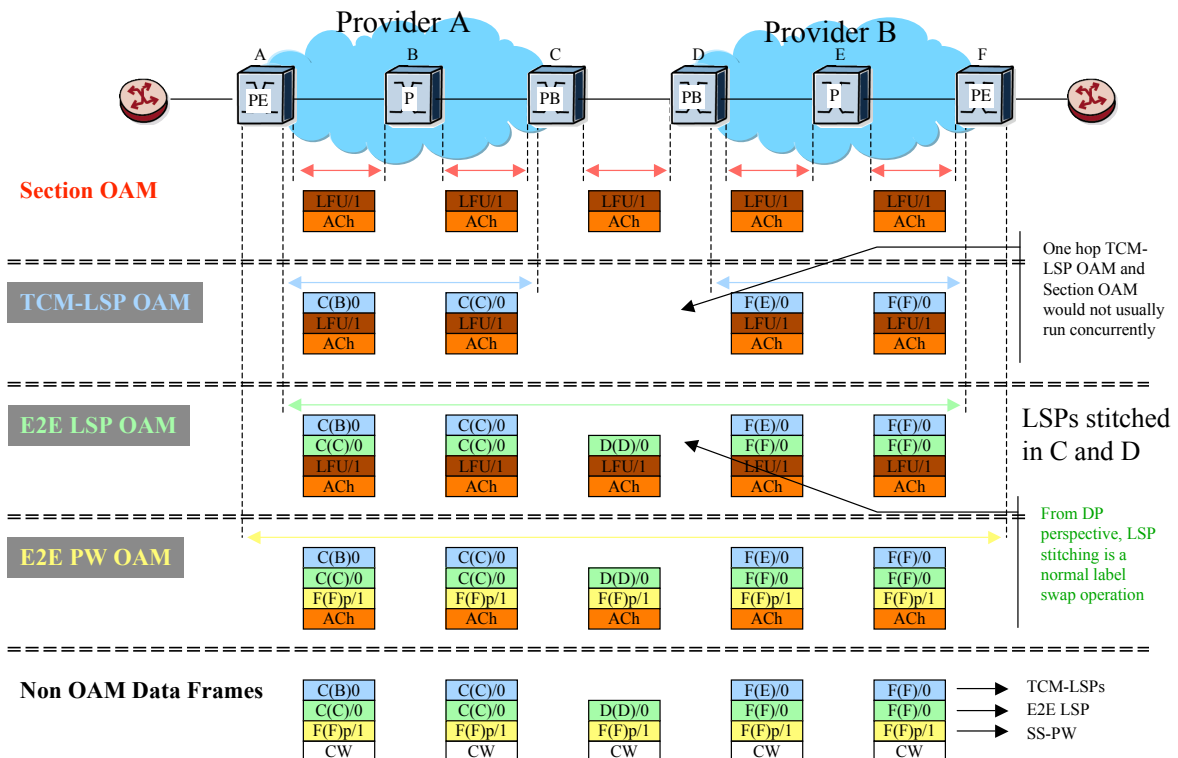 Provider A
Provider B
A
B
C
D
E
F
PE
P
PB
PB
P
PE
Section OAM
LFU/1
LFU/1
LFU/1
LFU/1
LFU/1
ACh
ACh
ACh
ACh
ACh
One hop TCM-
LSP OAM and
Section OAM
would not usually
run concurrently
TCM-LSP OAM
C(B)0
C(C)/0
F(E)/0
F(F)/0
LFU/1
LFU/1
LFU/1
LFU/1
ACh
ACh
ACh
ACh
E2E LSP OAM
C(B)0
C(C)/0
F(E)/0
F(F)/0
C(C)/0
C(C)/0
D(D)/0
F(F)/0
F(F)/0
LFU/1
LFU/1
LFU/1
LFU/1
LFU/1
ACh
ACh
ACh
ACh
ACh
LSPs stitched
in C and D
From DP
perspective, LSP
stitching is a
normal label
swap operation
E2E PW OAM
C(B)0
C(C)/0
F(E)/0
F(F)/0
C(C)/0
C(C)/0
D(D)/0
F(F)/0
F(F)/0
F(F)p/1
F(F)p/1
F(F)p/1
F(F)p/1
F(F)p/1
ACh
ACh
ACh
ACh
ACh
Non OAM Data Frames
C(B)0
C(C)/0
F(E)/0
F(F)/0
TCM-LSPs
C(C)/0
C(C)/0
D(D)/0
F(F)/0
F(F)/0
E2E LSP
F(F)p/1
F(F)p/1
F(F)p/1
F(F)p/1
F(F)p/1
SS-PW
CW
CW
CW
CW
CW